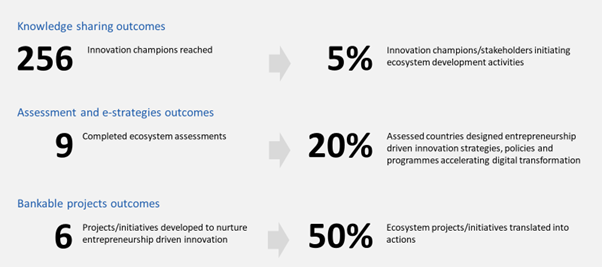 Knowledge sharing outcomes
256 Innovation champions reached
5% Innovation champions/stakeholders initiating
ecosystem development activities
Assessment and e-strategies outcomes
9 Completed ecosystem assessments
20% Assessed countries designed entrepreneurship
driven innovation strategies, policies and
programmes accelerating digital transformation
Bankable projects outcomes
6 Projects/initiatives developed to nurture
entrepreneurship driven innovation
50% Ecosystem projects/initiatives translated into
actions